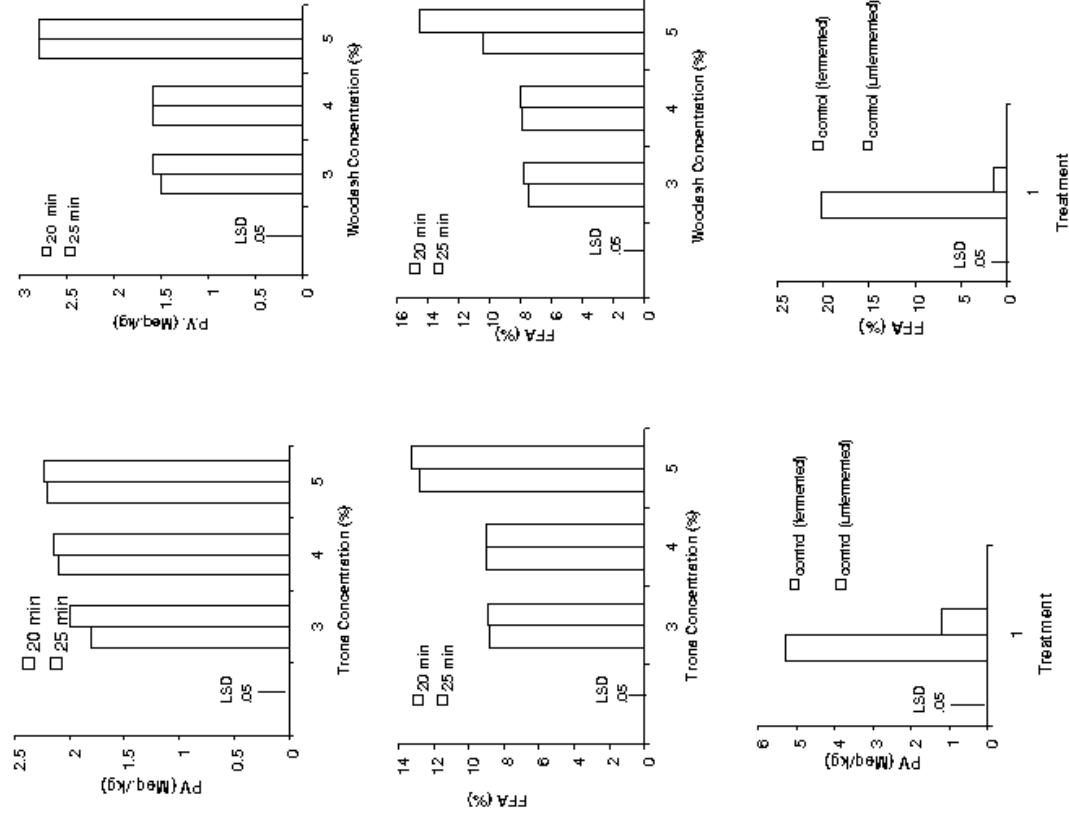 2.5
2
1.5
1
0.5
0
PV (Meq./kg)
20 min
25 min
LSD
.05
3
4
5
Trona Concentration (%)
3
2.5
2
1.5
1
0.5
0
P.V. (Meq./kg)
20 min
25 min
LSD
.05
3
4
5
Woodash Concentration (%)
14
12
10
8
6
4
2
0
FFA (%)
20 min
25 min
LSD
.05
3
4
5
Trona Concentration (%)
16
14
12
10
8
6
4
2
0
FFA (%)
20 min
25 min
LSD
.05
3
4
5
Woodash Concentration (%)
6
5
4
3
2
1
0
PV (Meq/kg)
control (fermented)
control (unfermented)
LSD
.05
1
Treatment
25
20
15
10
5
0
FFA (%)
control (fermented)
control (unfermented)
LSD
.05
1
Treatment